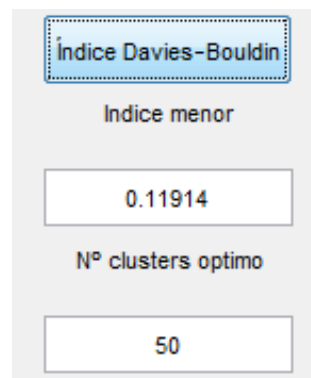 Índice Davies-Bouldin
Indice menor
0.11914
Nº clusters optimo
50